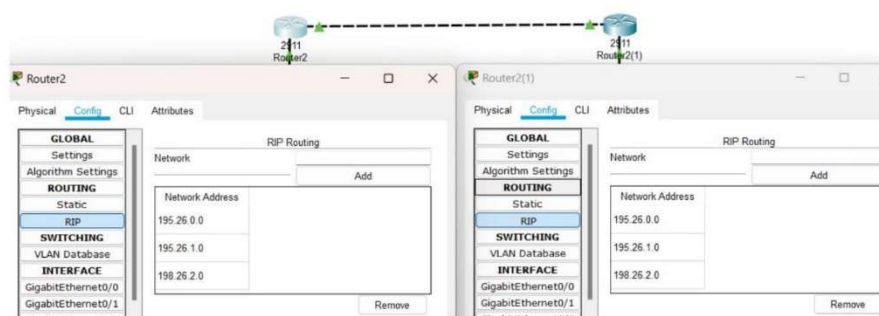 2911
Router2
2911
Router2(1)
Router2
Physical Config CLI Attributes
GLOBAL
Settings
Algorithm Settings
ROUTING
Static
RIP
SWITCHING
VLAN Database
INTERFACE
GigabitEthernet0/0
GigabitEthernet0/1
RIP Routing
Network
Add
Network Address
195.26.0.0
195.26.1.0
198.26.2.0
Remove
Router2(1)
Physical Config CLI Attributes
GLOBAL
Settings
Algorithm Settings
ROUTING
Static
RIP
SWITCHING
VLAN Database
INTERFACE
GigabitEthernet0/0
GigabitEthernet0/1
RIP Routing
Network
Add
Network Address
195.26.0.0
195.26.1.0
198.26.2.0
Remove